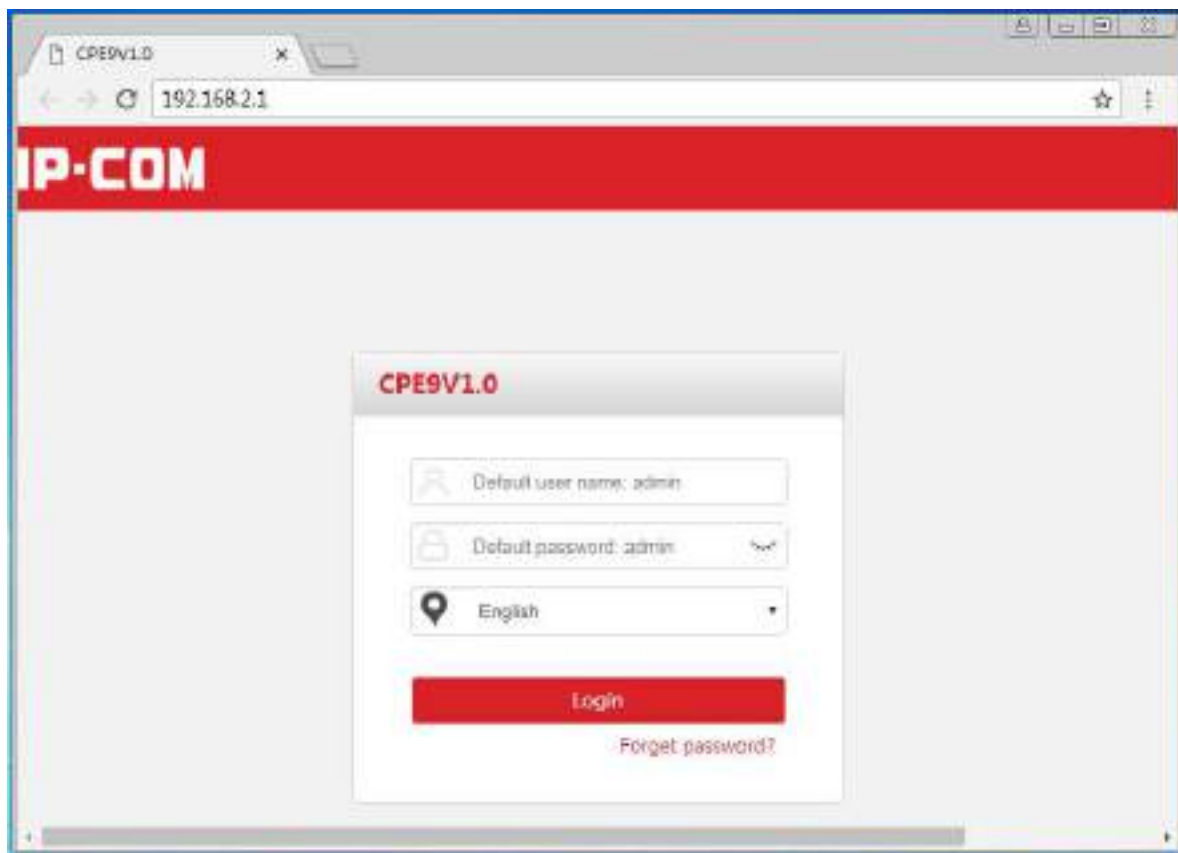 CPE9V1.0
192.168.2.1
IP-COM
CPE9V1.0
Default user name: admin
Default password: admin
English
Login
Forget password?